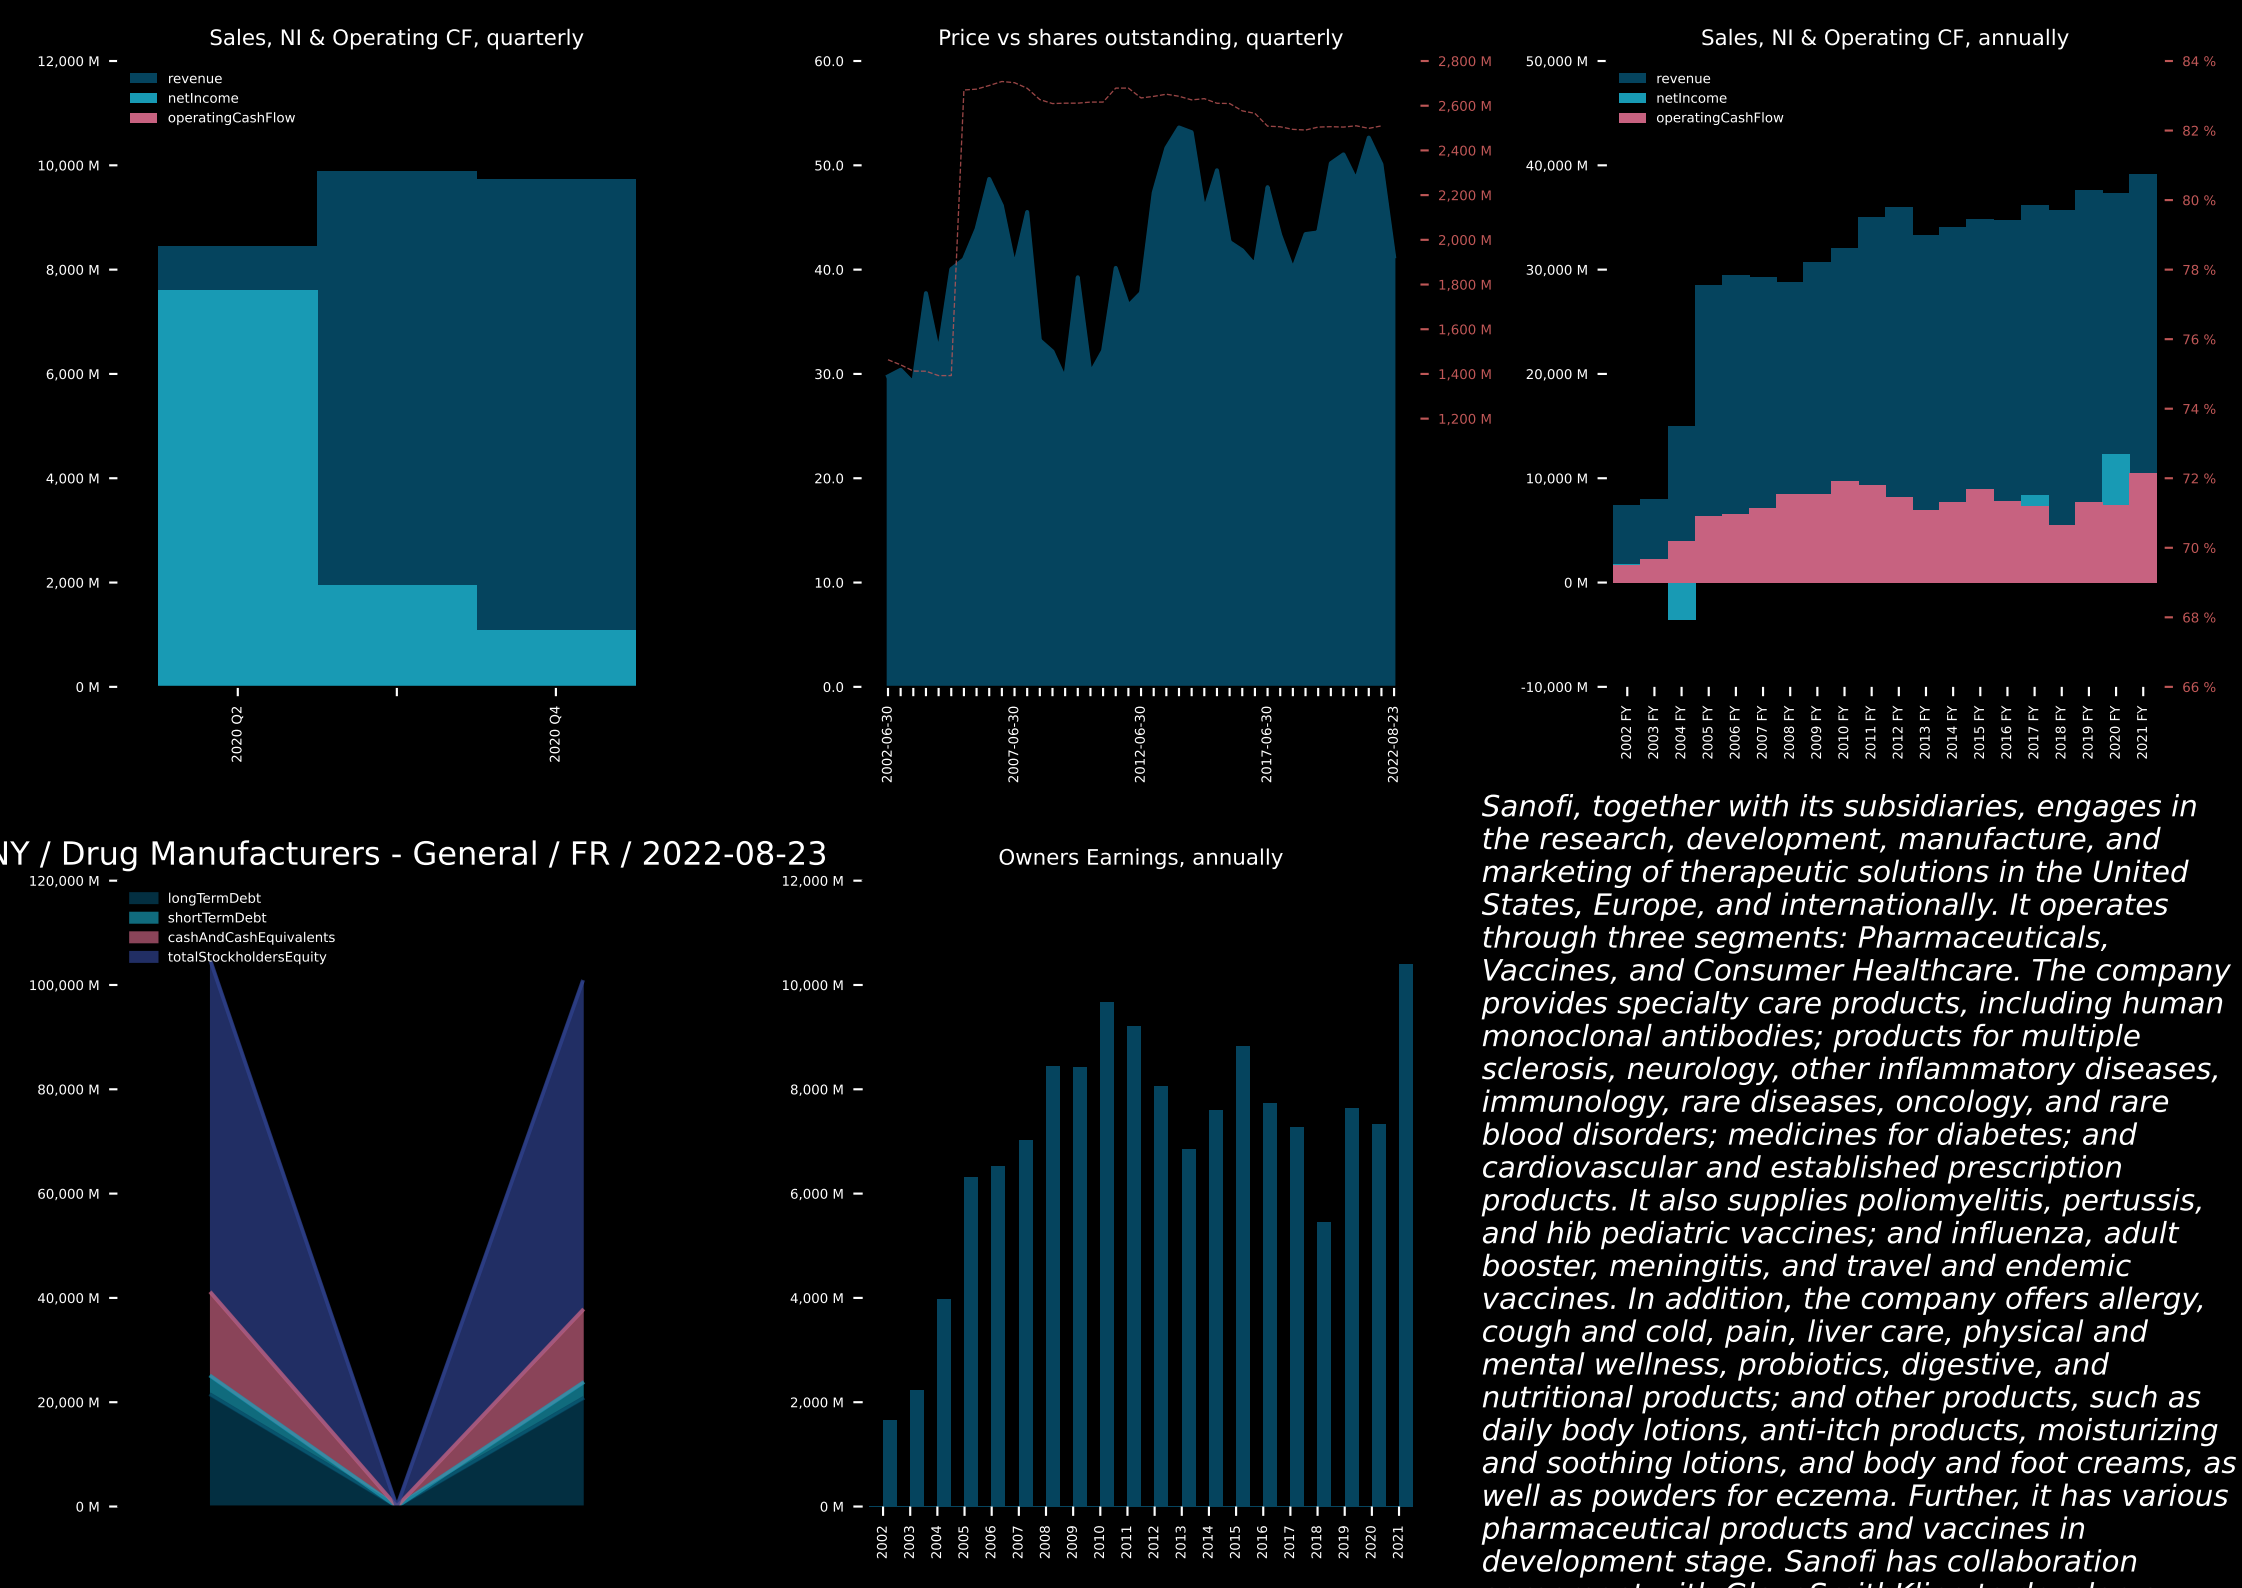 Sales, NI & Operating CF, quarterly
12,000 M
10,000 M
8,000 M
6,000 M
4,000 M
2,000 M
0 M
revenue
netIncome
operatingCashFlow
2020 Q2
2020 Q4
Price vs shares outstanding, quarterly
60.0
50.0
40.0
30.0
20.0
10.0
0.0
2,800 M
2,600 M
2,400 M
2,200 M
2,000 M
1,800 M
1,600 M
1,400 M
1,200 M
2002-06-30
2007-06-30
2012-06-30
2017-06-30
2022-08-23
Sales, NI & Operating CF, annually
50,000 M
40,000 M
30,000 M
20,000 M
10,000 M
0 M
-10,000 M
revenue
netIncome
operatingCashFlow
84 %
82 %
80 %
78 %
76 %
74 %
72 %
70 %
68 %
66 %
2002 FY
2003 FY
2004 FY
2005 FY
2006 FY
2007 FY
2008 FY
2009 FY
2010 FY
2011 FY
2012 FY
2013 FY
2014 FY
2015 FY
2016 FY
2017 FY
2018 FY
2019 FY
2020 FY
2021 FY
/ Drug Manufacturers - General / FR / 2022-08-23
120,000 M
100,000 M
80,000 M
60,000 M
40,000 M
20,000 M
0 M
longTermDebt
shortTermDebt
cashAndCashEquivalents
totalStockholdersEquity
Owners Earnings, annually
12,000 M
10,000 M
8,000 M
6,000 M
4,000 M
2,000 M
0 M
2002
2003
2004
2005
2006
2007
2008
2009
2010
2011
2012
2013
2014
2015
2016
2017
2018
2019
2020
2021
Sanofi, together with its subsidiaries, engages in
the research, development, manufacture, and
marketing of therapeutic solutions in the United
States, Europe, and internationally. It operates
through three segments: Pharmaceuticals,
Vaccines, and Consumer Healthcare. The company
provides specialty care products, including human
monoclonal antibodies; products for multiple
sclerosis, neurology, other inflammatory diseases,
immunology, rare diseases, oncology, and rare
blood disorders; medicines for diabetes; and
cardiovascular and established prescription
products. It also supplies poliomyelitis, pertussis,
and hib pediatric vaccines; and influenza, adult
booster, meningitis, and travel and endemic
vaccines. In addition, the company offers allergy,
cough and cold, pain, liver care, physical and
mental wellness, probiotics, digestive, and
nutritional products; and other products, such as
daily body lotions, anti-itch products, moisturizing
and soothing lotions, and body and foot creams, as
well as powders for eczema. Further, it has various
pharmaceutical products and vaccines in
development stage. Sanofi has collaboration